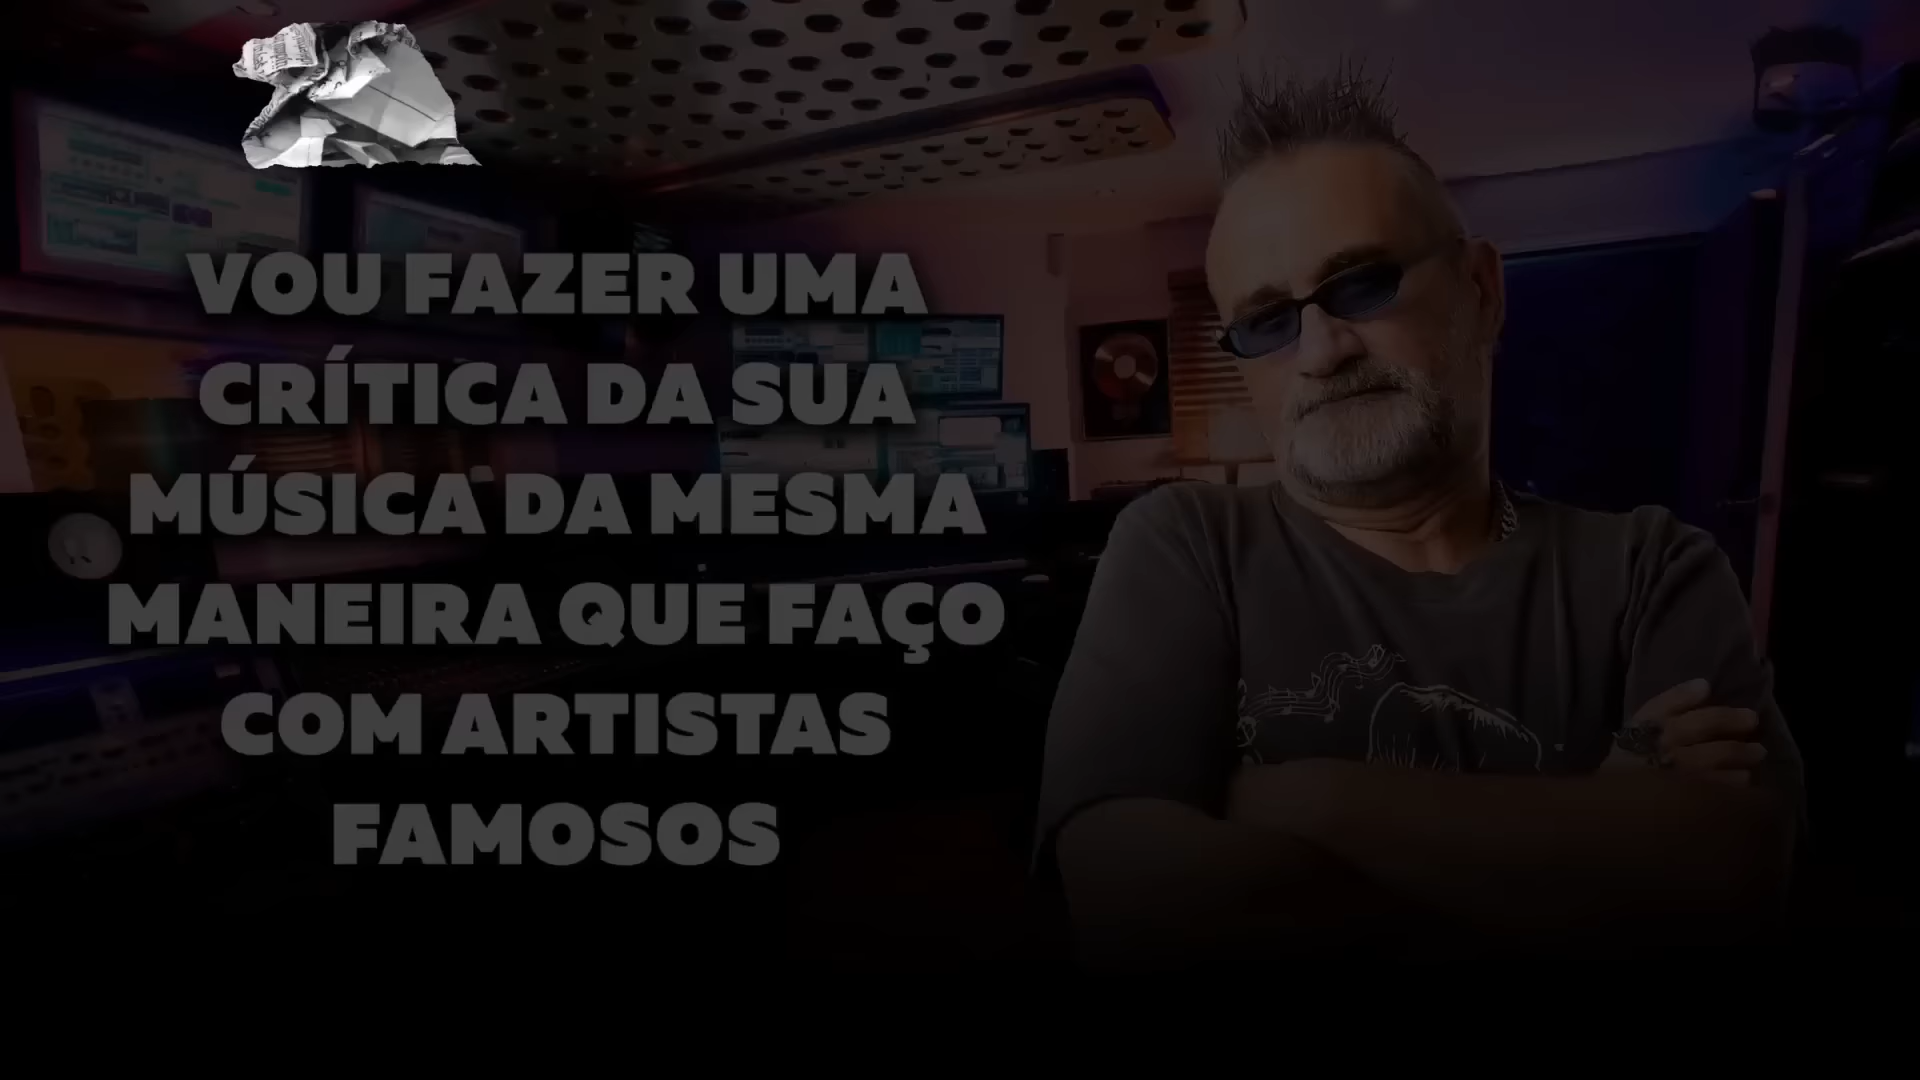 VOU FAZER UMA
CRÍTICA DA SUA
MÚSICA DA MESMA
MANEIRA QUE FAÇO
COM ARTISTAS
FAMOSOS